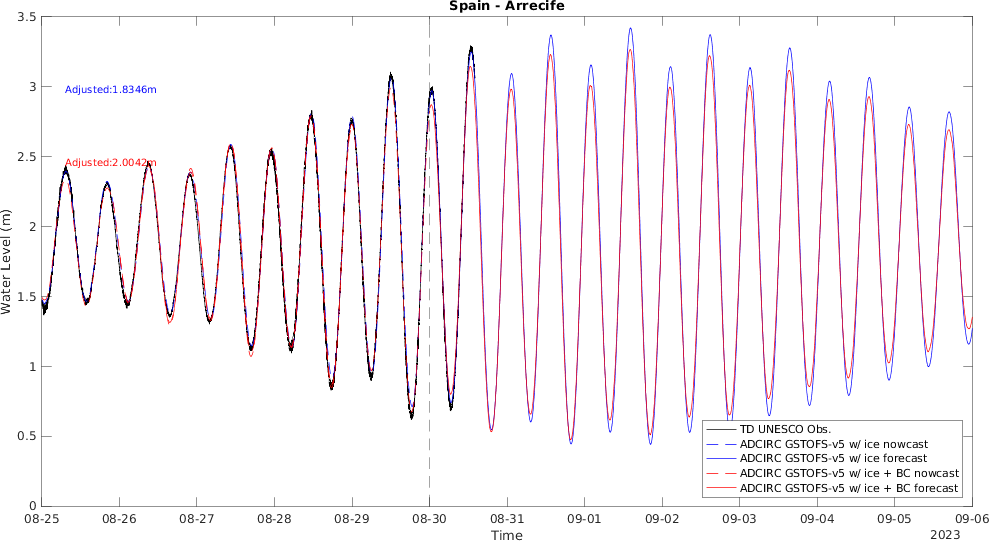 Spain - Arrecife
3.5
3
2.5
2
1.5
1
0.5
0
Water Level (m)
Adjusted:1.8346m
Adjusted:2.0042m
TD UNESCO Obs.
ADCIRC GSTOFS-v5 w/ ice nowcast
ADCIRC GSTOFS-v5 w/ ice forecast
ADCIRC GSTOFS-v5 w/ ice + BC nowcast
ADCIRC GSTOFS-v5 w/ ice + BC forecast
08-25 08-26 08-27 08-28 08-29 08-30 08-31 09-01 09-02 09-03 09-04 09-05 09-06
Time
2023